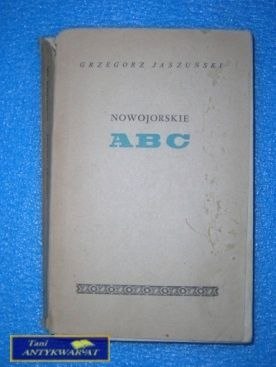 GRZEGORZ JASZUŃSKI
NOWOJORSKIE
ABC
Tani
ANTYKWARIAT